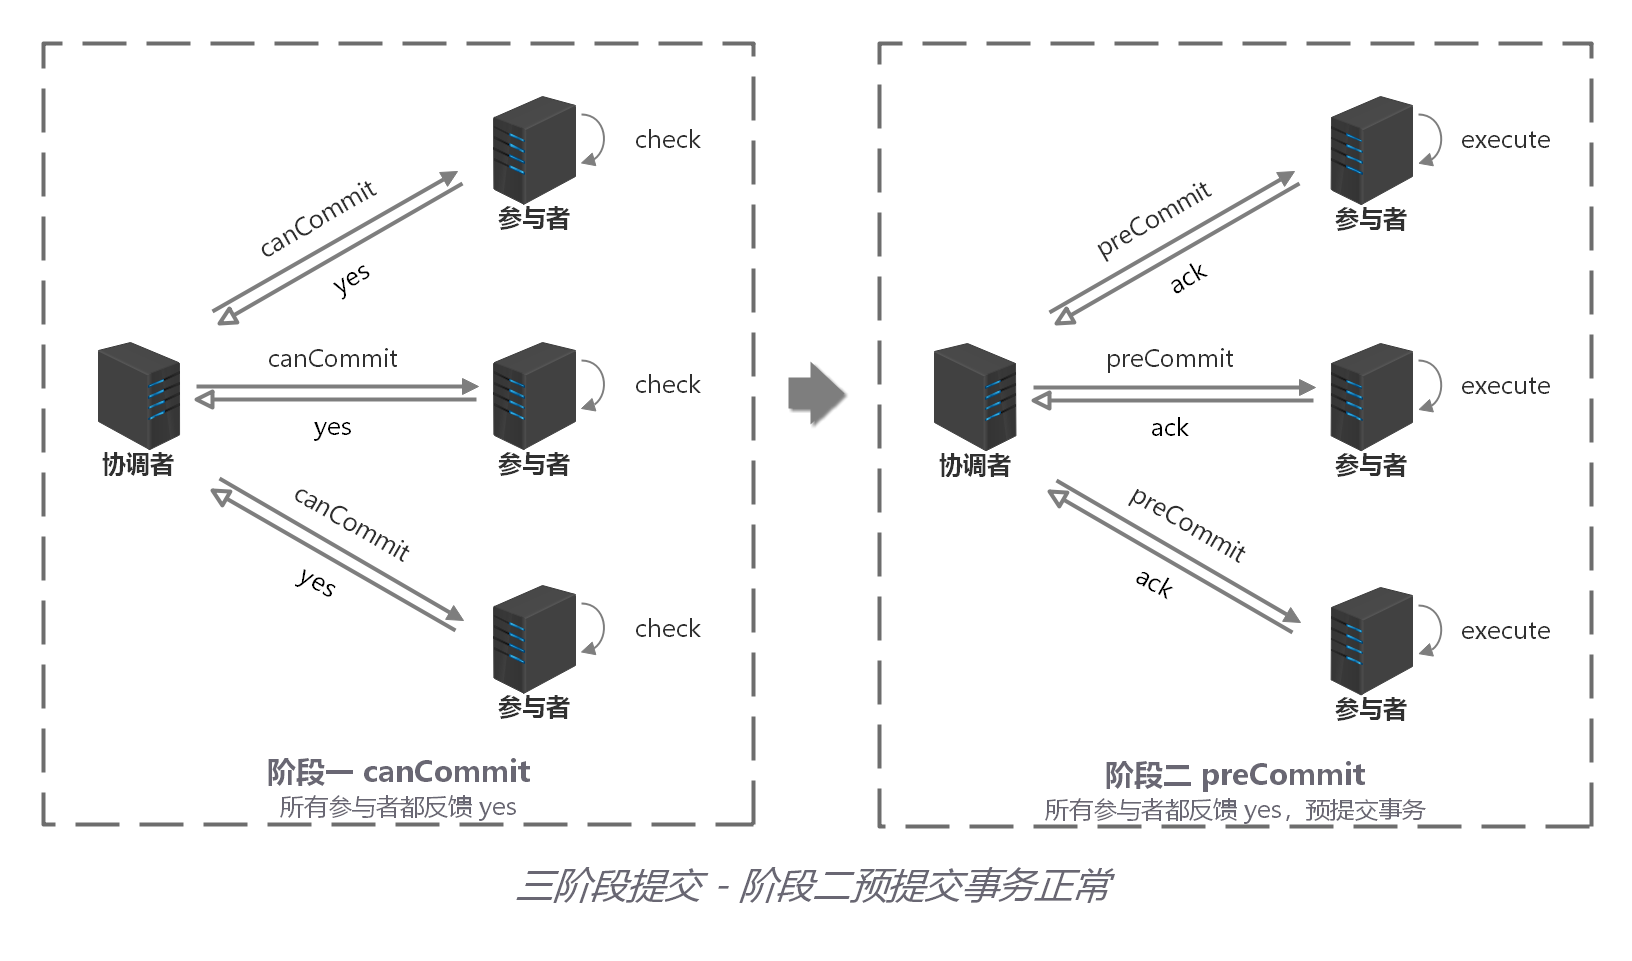 check
execute
canCommit
参与者
preCommit
参与者
yes
ack
canCommit
check
preCommit
execute
yes
ack
协调者
参与者
协调者
参与者
canCommit
preCommit
yes
check
ack
execute
参与者
参与者
阶段一 canCommit
所有参与者都反馈 yes
阶段二 preCommit
所有参与者都反馈 yes，预提交事务
三阶段提交 - 阶段二预提交事务正常